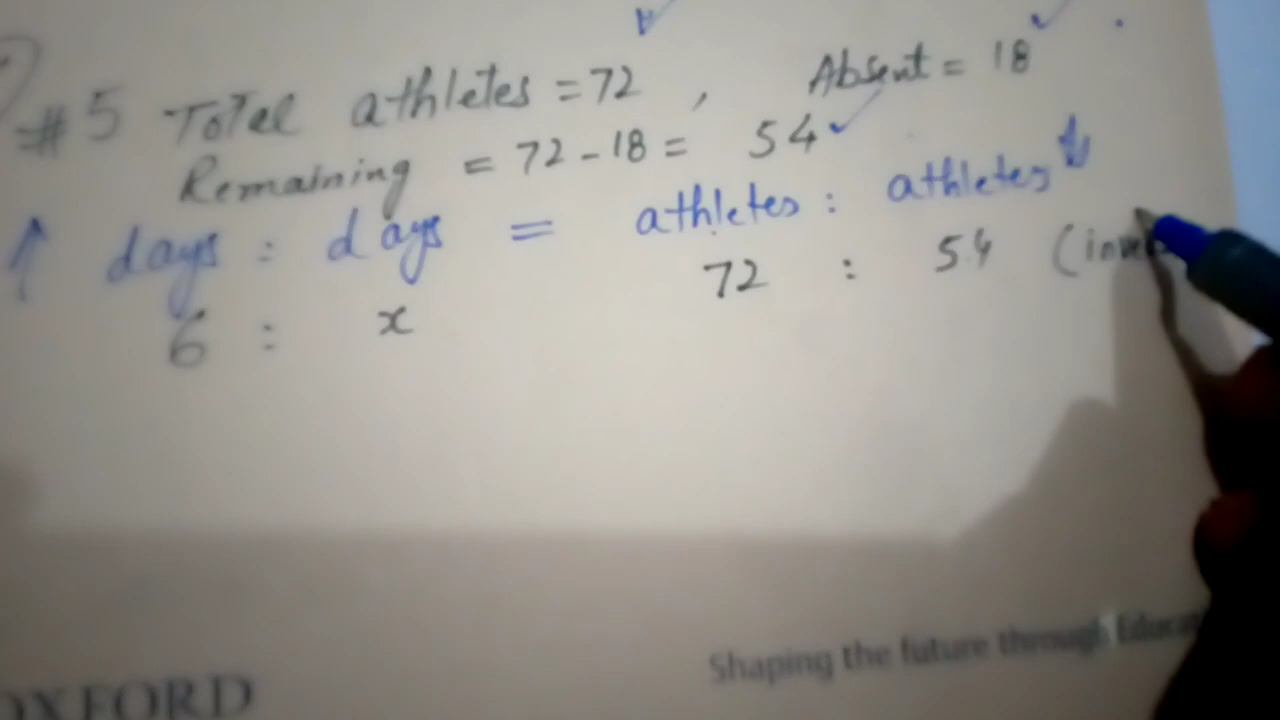 #5 Total athletes = 72 , Absent = 18
Remaining = 72 - 18 = 54
days : days = athletes : athletes
6 : x 72 : 54
OXFORD
Shaping the future through